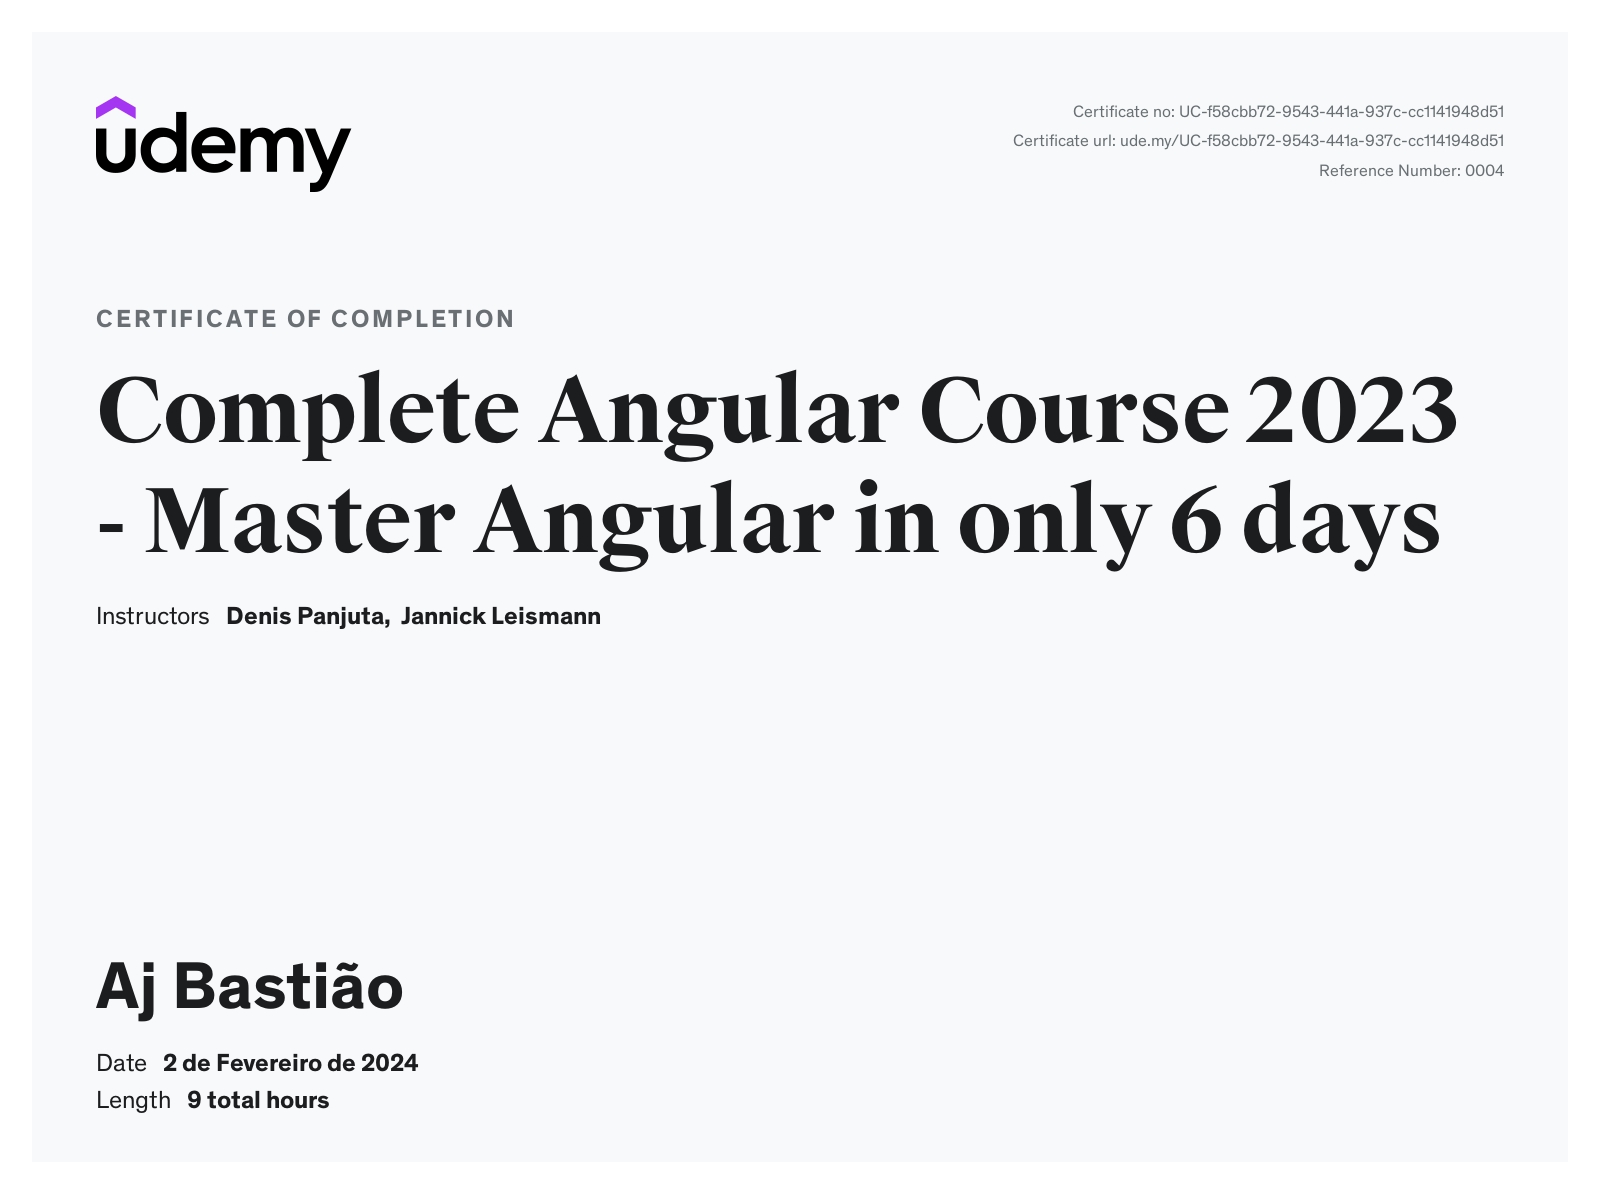 udemy
Certificate no: UC-f58cbb72-9543-441a-937c-cc1141948d51
Certificate url: ude.my/UC-f58cbb72-9543-441a-937c-cc1141948d51
Reference Number: 0004
CERTIFICATE OF COMPLETION
Complete Angular Course 2023
- Master Angular in only 6 days
Instructors Denis Panjuta, Jannick Leismann
Aj Bastião
Date 2 de Fevereiro de 2024
Length 9 total hours